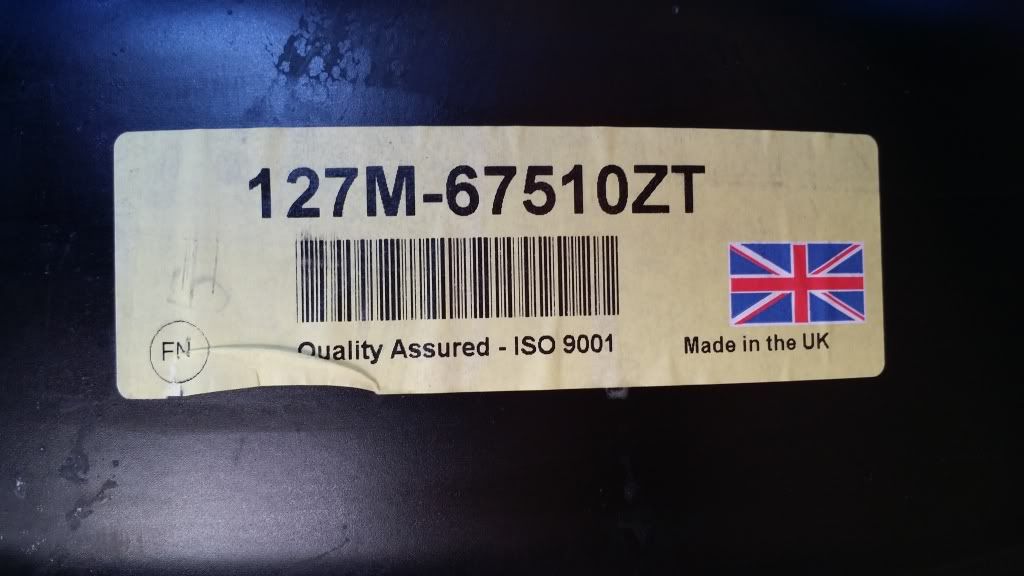 127M-67510ZT
FN
Quality Assured - ISO 9001
Made in the UK